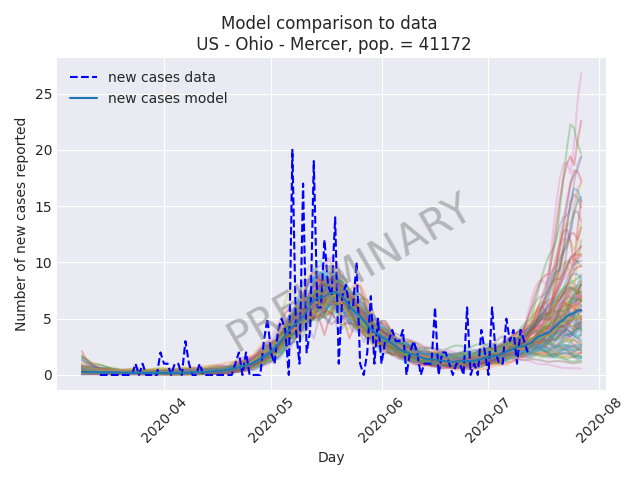 Model comparison to data
US - Ohio - Mercer, pop. = 41172
new cases data
new cases model
Number of new cases reported
25
20
15
10
5
0
PRELIMINARY
2020-04
2020-05
2020-06
2020-07
2020-08
Day